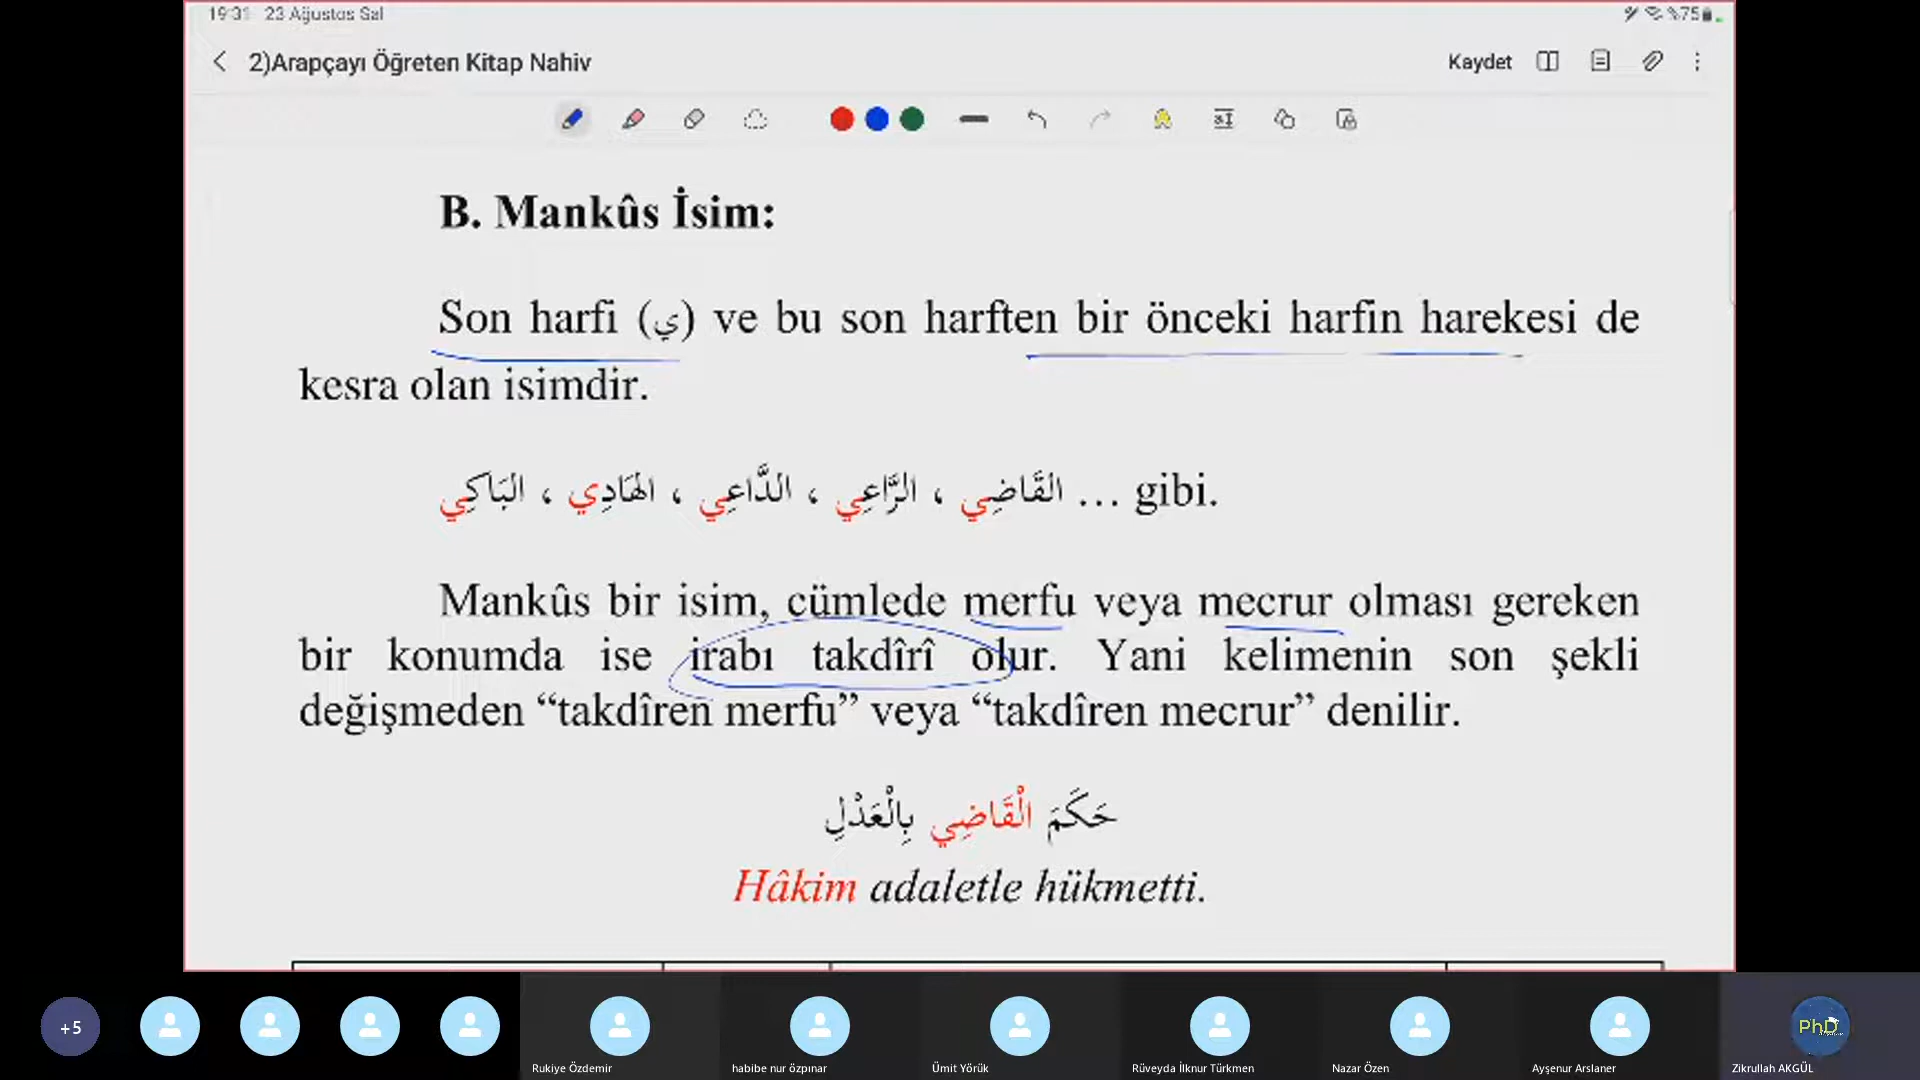 19:31 23 Ağustos Sal
%75
2)Arapçayı Öğreten Kitap Nahiv
Kaydet
B. Mankûs İsim:
Son harfi (ي) ve bu son harften bir önceki harfin harekesi de
kesra olan isimdir.
القَاضِي ، الرَّاعِي ، الدَّاعِي ، الهَادِي ، البَاكِي ... gibi.
Mankûs bir isim, cümlede merfu veya mecrur olması gereken
bir konumda ise irabı takdîrî olur. Yani kelimenin son şekli
değişmeden “takdîren merfu” veya “takdîren mecrur” denilir.
حَكَمَ الْقَاضِي بِالْعَدْلِ
Hâkim adaletle hükmetti.
+5
Rukiye Özdemir
habibe nur özpınar
Ümit Yörük
Rüveyda İlknur Türkmen
Nazar Özen
Ayşenur Arslaner
PhD
Zikrullah AKGÜL